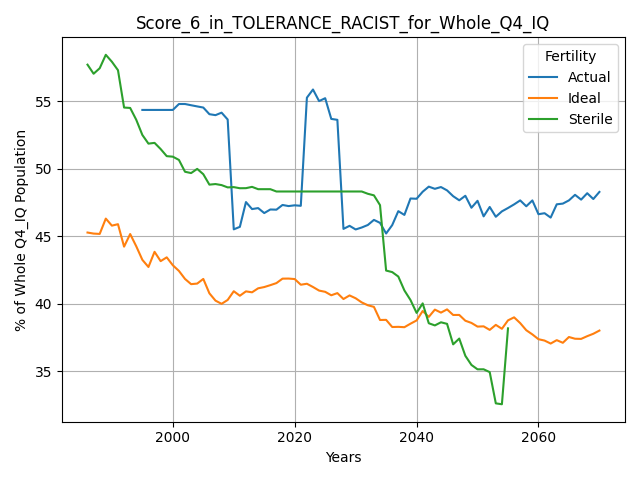 Score_6_in_TOLERANCE_RACIST_for_Whole_Q4_IQ
Fertility
Actual
Ideal
Sterile
% of Whole Q4_IQ Population
55
50
45
40
35
2000
2020
2040
2060
Years